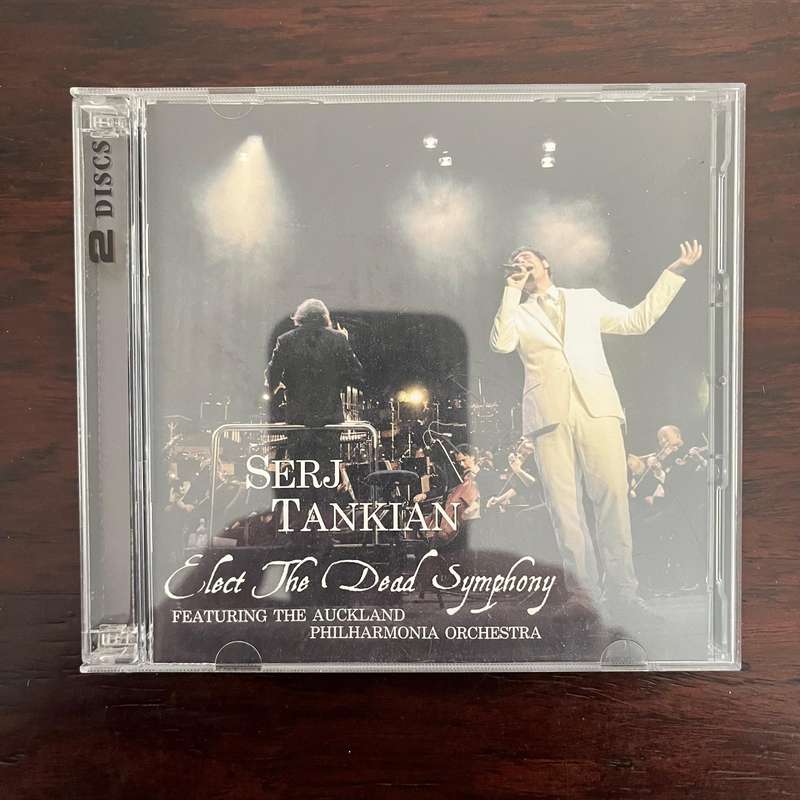 2 DISCS
SERJ
TANKIAN
Elect The Dead Symphony
FEATURING THE AUCKLAND
PHILHARMONIA ORCHESTRA